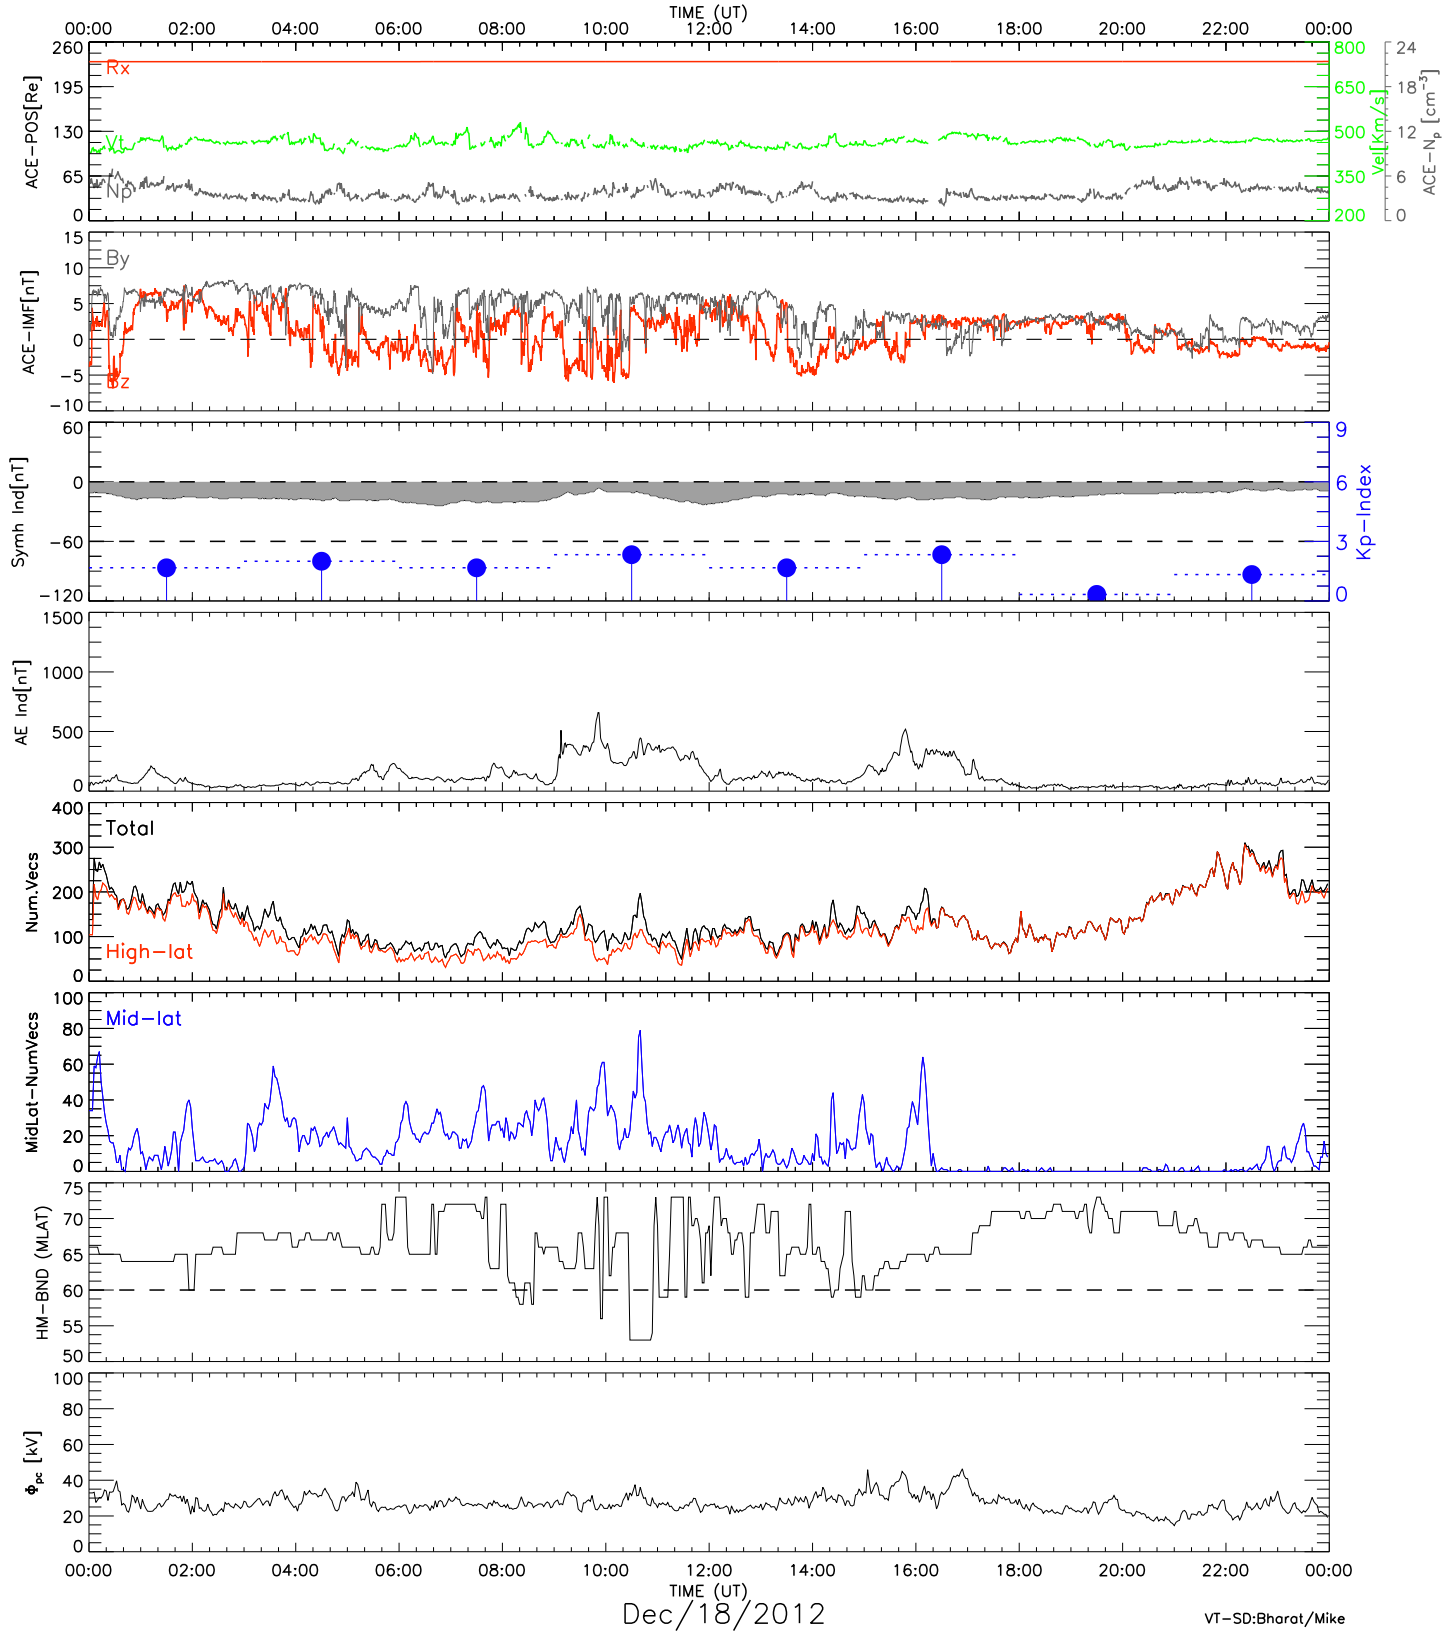 TIME (UT)
00:00 02:00 04:00 06:00 08:00 10:00 12:00 14:00 16:00 18:00 20:00 22:00 00:00
ACE-POS[Re]
260
195
130
65
0
Rx
Vt
Np
800
650
500
350
200
Vel[Km/s]
24
18
12
6
0
ACE-Np [cm-3]
ACE-IMF[nT]
15
10
5
0
-5
-10
By
Bz
Symh Ind[nT]
60
0
-60
-120
9
6
3
0
Kp-Index
AE Ind[nT]
1500
1000
500
0
Num.Vecs
400
300
200
100
0
Total
High-lat
MidLat-NumVecs
100
80
60
40
20
0
Mid-lat
HM-BND (MLAT)
75
70
65
60
55
50
Φpc [kV]
100
80
60
40
20
0
00:00 02:00 04:00 06:00 08:00 10:00 12:00 14:00 16:00 18:00 20:00 22:00 00:00
TIME (UT)
Dec/18/2012
VT-SD:Bharat/Mike